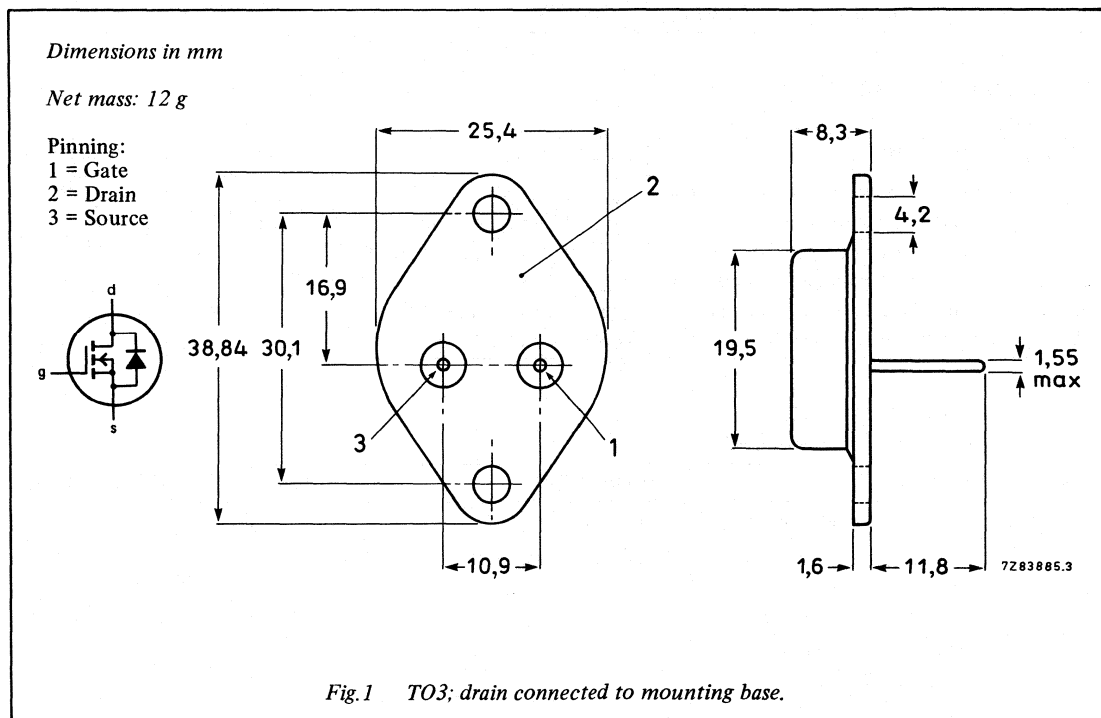 Dimensions in mm
Net mass: 12 g
Pinning:
1 = Gate
2 = Drain
3 = Source
d
g
s
25,4
2
38,84
30,1
16,9
3
1
10,9
8,3
4,2
19,5
1,55
max
1,6
11,8
7Z83885.3
Fig.1 TO3; drain connected to mounting base.